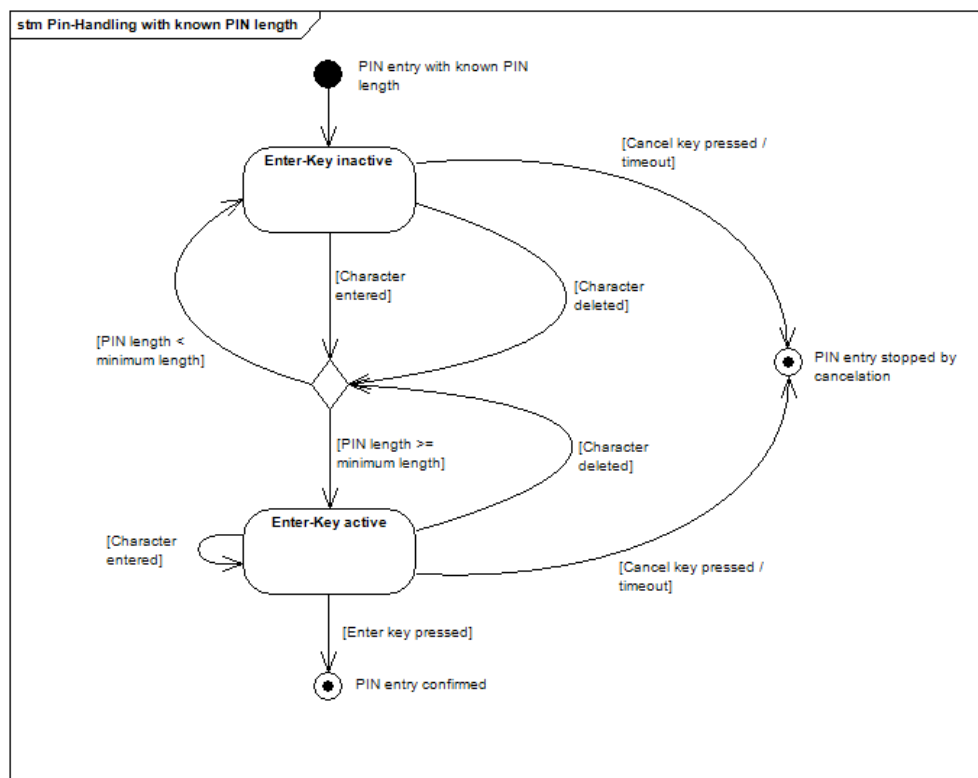 stm Pin-Handling with known PIN length
PIN entry with known PIN
length
[Cancel key pressed /
timeout]
Enter-Key inactive
[Character
entered]
[Character
deleted]
[PIN length <
minimum length]
PIN entry stopped by
cancelation
[PIN length >=
minimum length]
[Character
deleted]
Enter-Key active
[Character
entered]
[Cancel key pressed /
timeout]
[Enter key pressed]
PIN entry confirmed